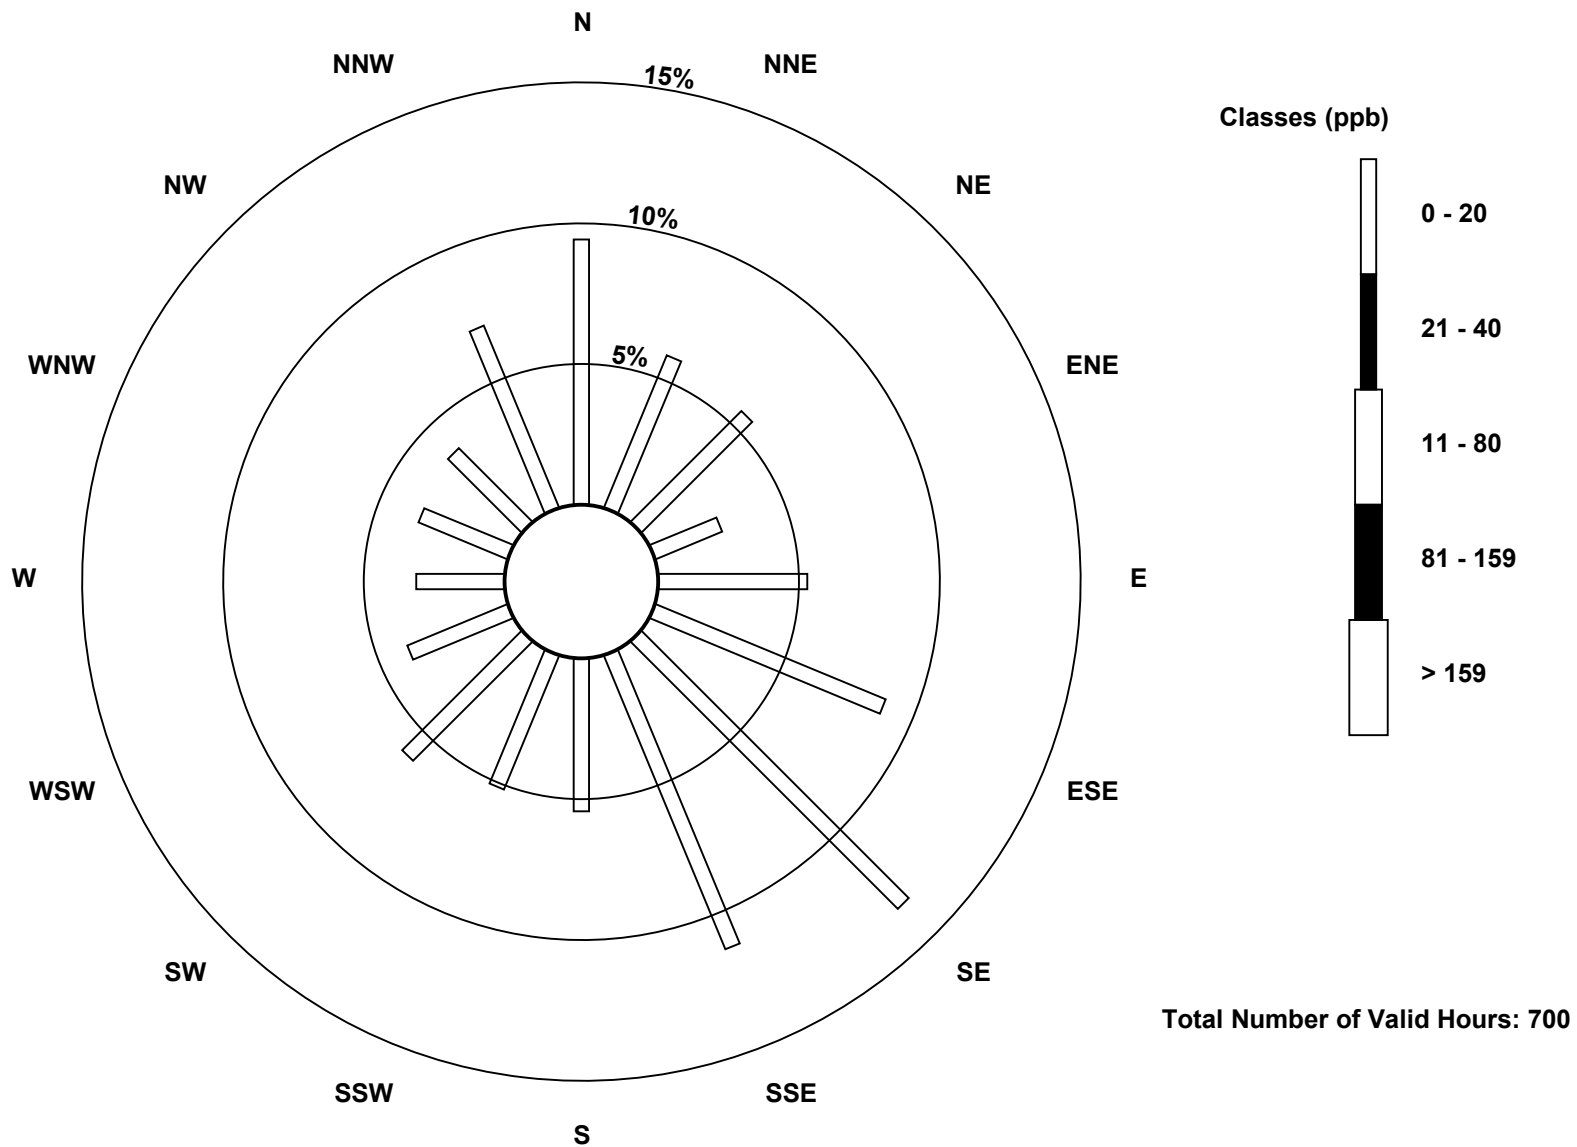 N
NNW
NNE
15%
Classes (ppb)
NW
NE
0 - 20
10%
21 - 40
WNW
5%
ENE
11 - 80
81 - 159
W
E
> 159
WSW
ESE
SW
SE
Total Number of Valid Hours: 700
SSW
SSE
S